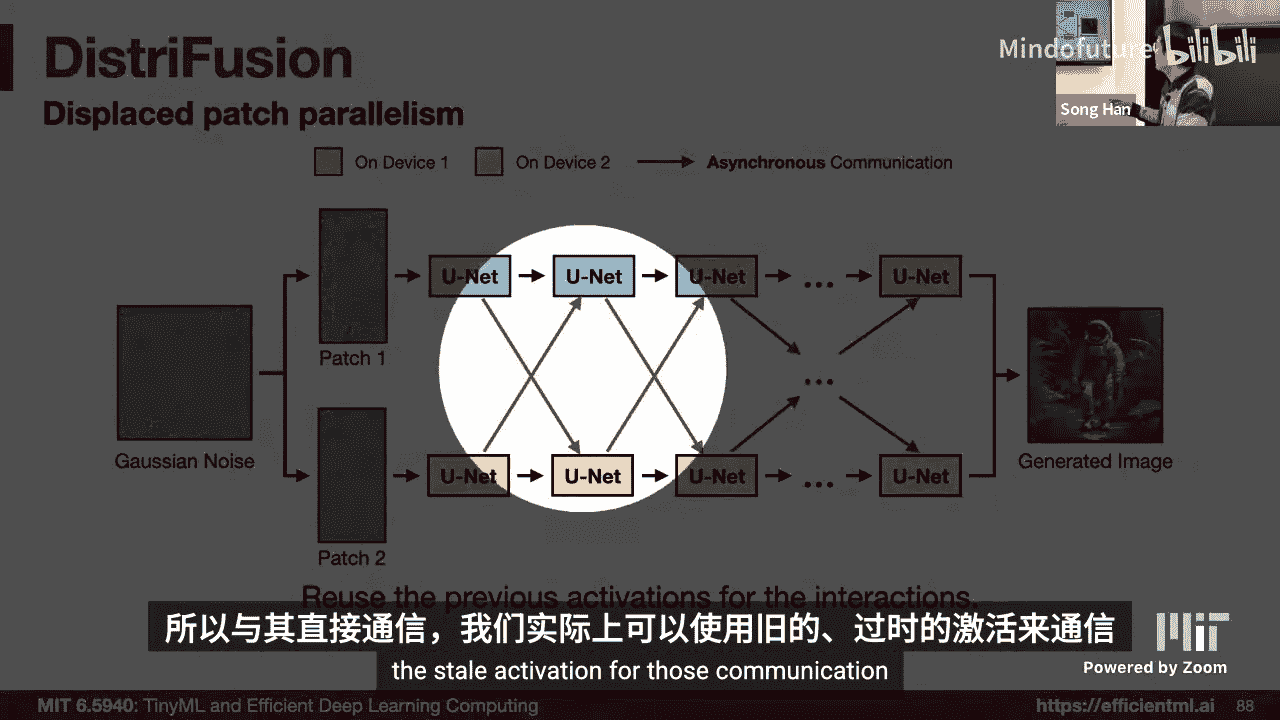 DistriFusion
Mindofuture bilibili
Displaced patch parallelism
Song Han
On Device 1
On Device 2
Asynchronous Communication
U-Net
U-Net
U-Net
...
U-Net
Patch 1
...
Gaussian Noise
Generated Image
U-Net
U-Net
U-Net
...
U-Net
Patch 2
Reuse the previous activations for the interactions.
所以与其直接通信，我们实际上可以使用旧的、过时的激活来通信
the stale activation for those communication
MIT
Powered by Zoom
MIT 6.5940: TinyML and Efficient Deep Learning Computing
https://efficientml.ai
88